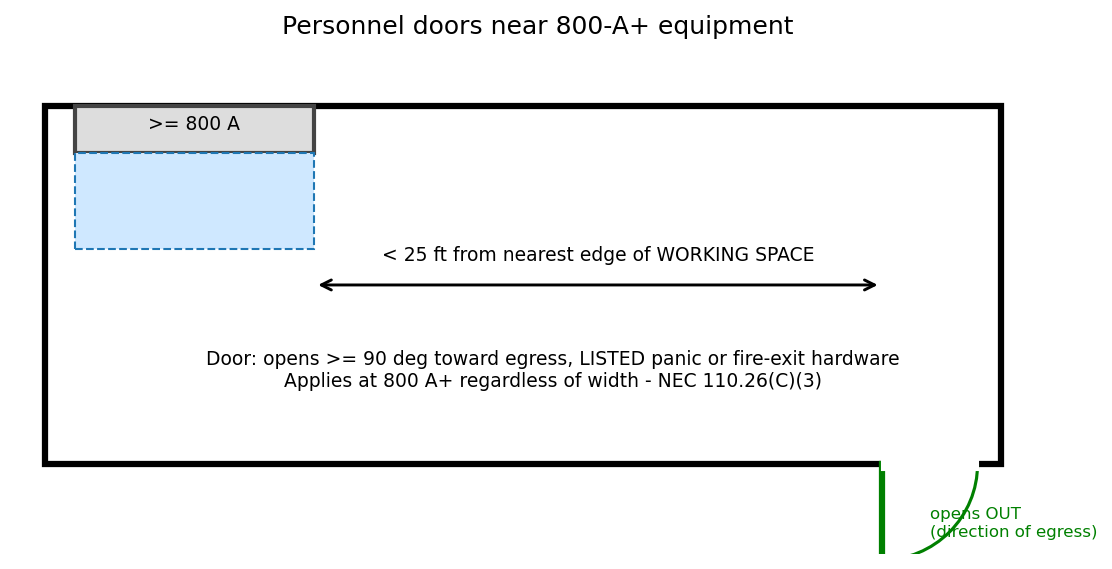 Personnel doors near 800-A+ equipment
>= 800 A
< 25 ft from nearest edge of WORKING SPACE
Door: opens >= 90 deg toward egress, LISTED panic or fire-exit hardware
Applies at 800 A+ regardless of width - NEC 110.26(C)(3)
opens OUT
(direction of egress)